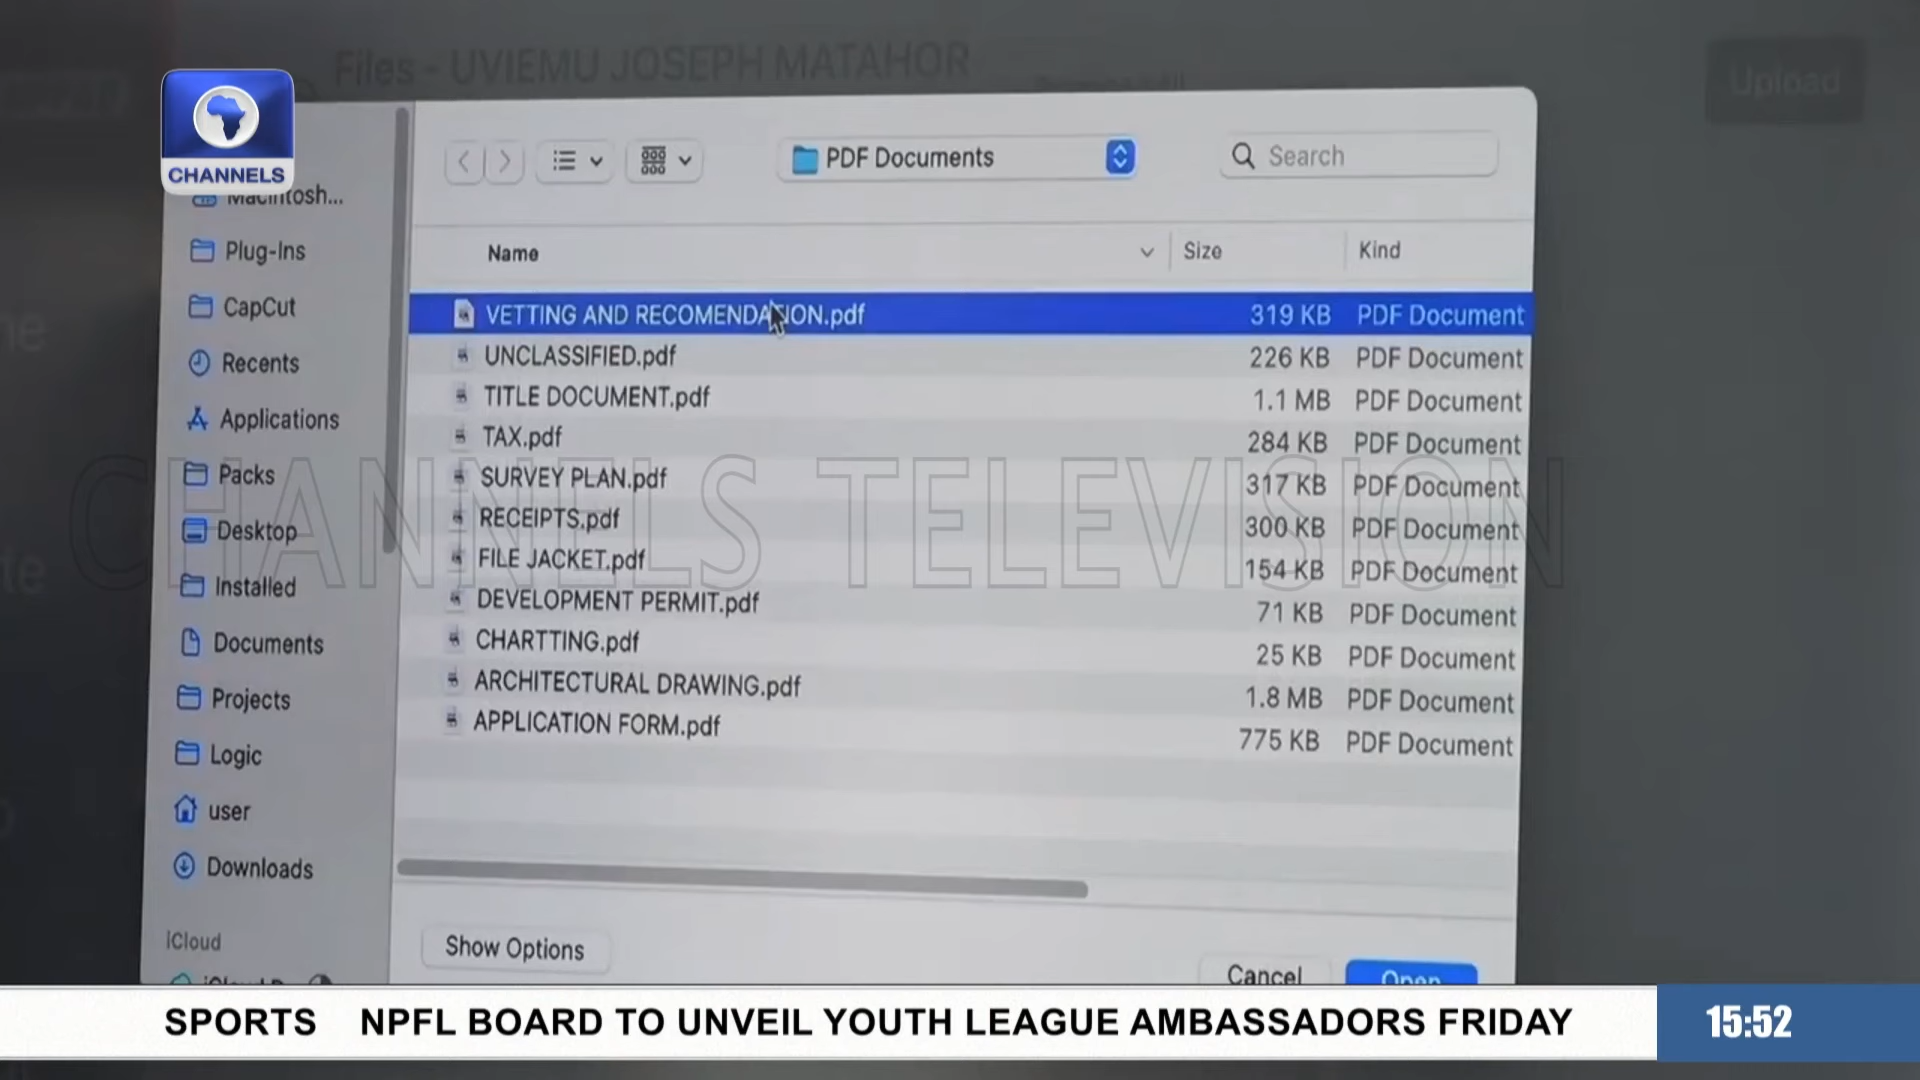 Files - UVIEMU JOSEPH MATAHOR
Upload
CHANNELS
Macintosh...
Plug-Ins
CapCut
Recents
Applications
Packs
Desktop
Installed
Documents
Projects
Logic
user
Downloads
iCloud
PDF Documents
Search
Name Size Kind
VETTING AND RECOMENDATION.pdf 319 KB PDF Document
UNCLASSIFIED.pdf 226 KB PDF Document
TITLE DOCUMENT.pdf 1.1 MB PDF Document
TAX.pdf 284 KB PDF Document
SURVEY PLAN.pdf 317 KB PDF Document
RECEIPTS.pdf 300 KB PDF Document
FILE JACKET.pdf 154 KB PDF Document
DEVELOPMENT PERMIT.pdf 71 KB PDF Document
CHARTTING.pdf 25 KB PDF Document
ARCHITECTURAL DRAWING.pdf 1.8 MB PDF Document
APPLICATION FORM.pdf 775 KB PDF Document
CHANNELS TELEVISION
Show Options
Cancel
Open
SPORTS NPFL BOARD TO UNVEIL YOUTH LEAGUE AMBASSADORS FRIDAY
15:52